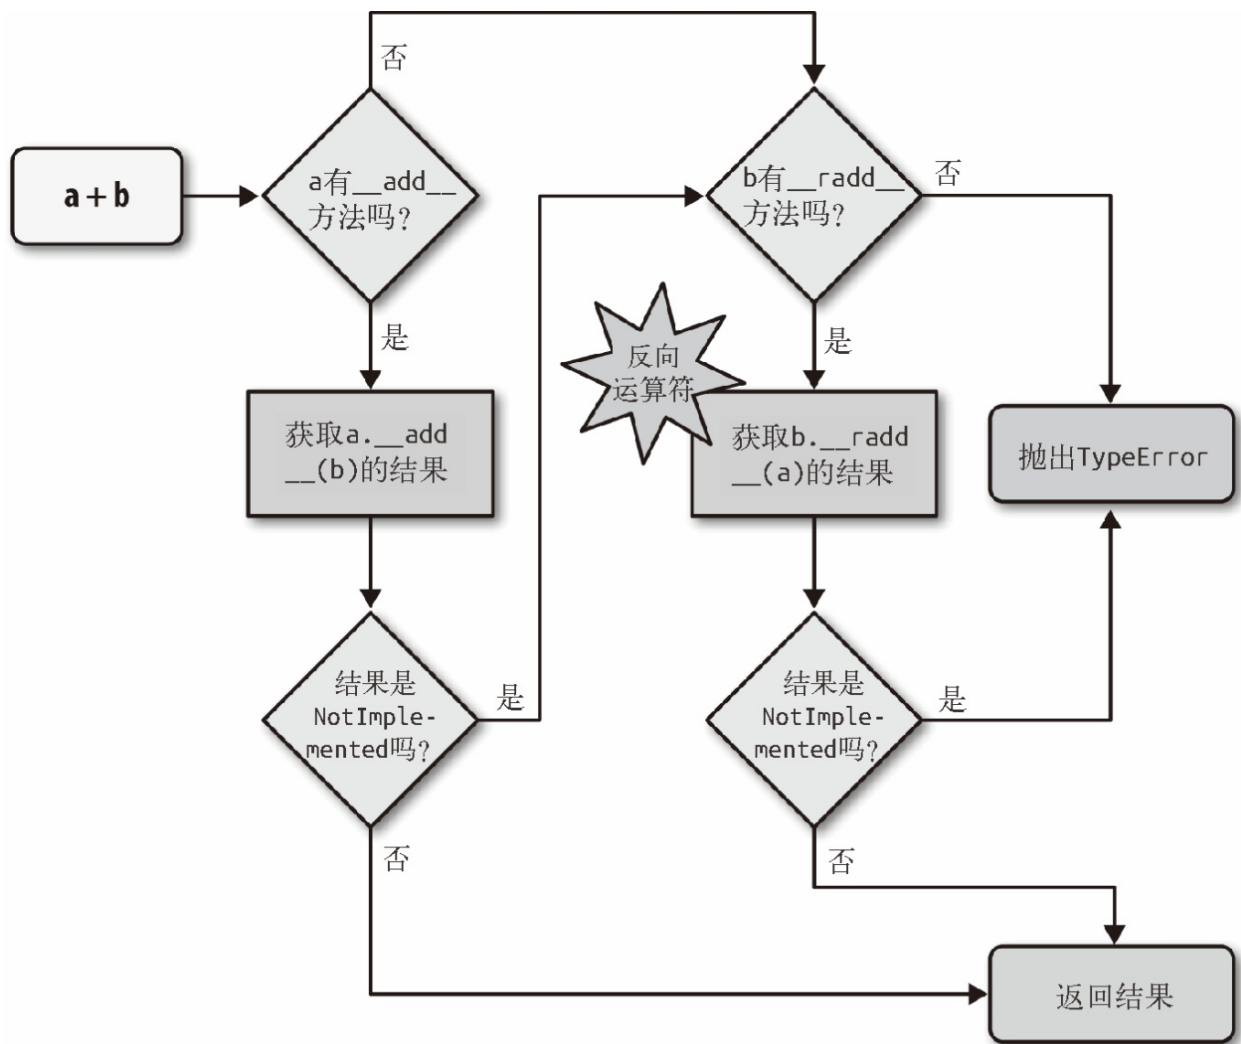 否
a+b
a有__add__
方法吗?
b有__radd__
方法吗?
否
是
是
反向
运算符
获取a.__add
__(b)的结果
获取b.__radd
__(a)的结果
抛出TypeError
结果是
NotImple-
mented吗?
是
结果是
NotImple-
mented吗?
是
否
否
返回结果